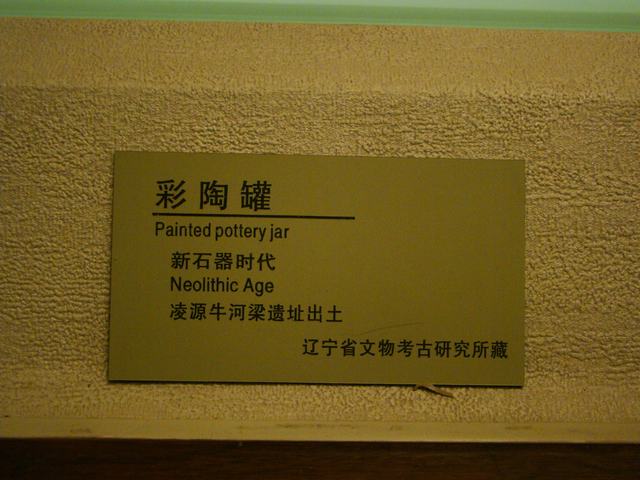 彩陶罐
Painted pottery jar
新石器时代
Neolithic Age
凌源牛河梁遗址出土
辽宁省文物考古研究所藏